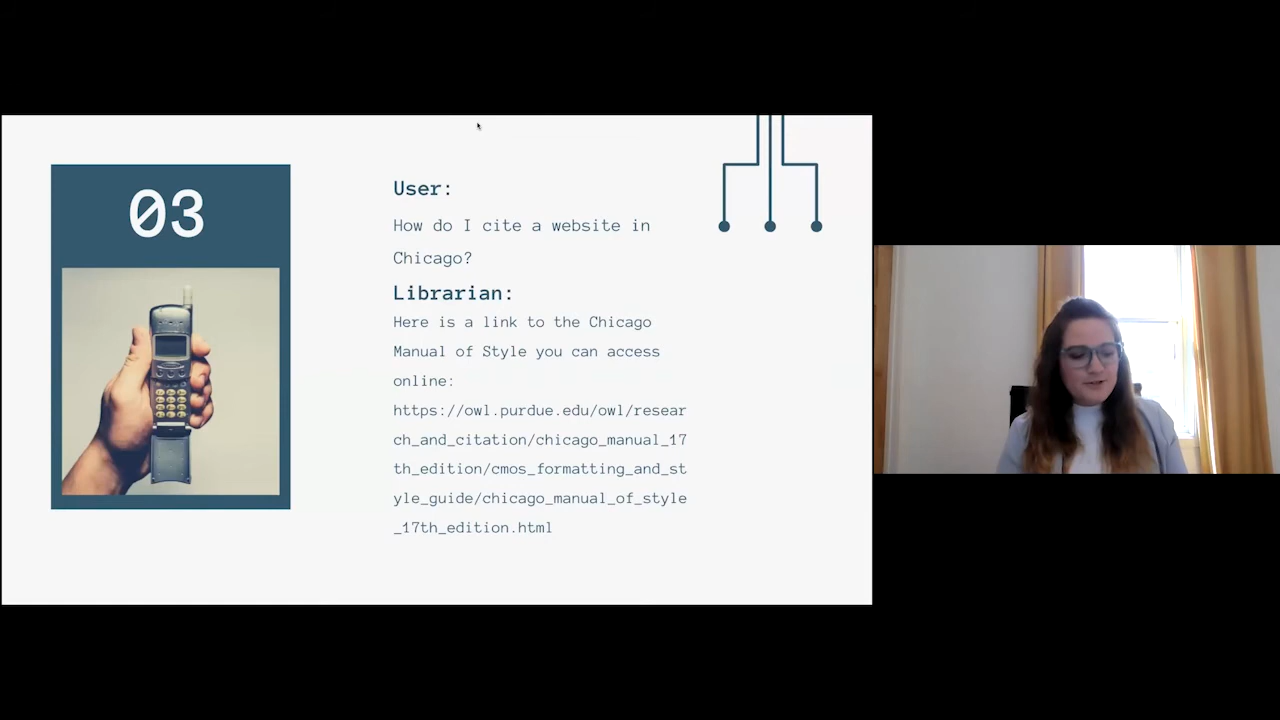 03
User:
How do I cite a website in
Chicago?
Librarian:
Here is a link to the Chicago
Manual of Style you can access
online:
https://owl.purdue.edu/owl/resear
ch_and_citation/chicago_manual_17
th_edition/cmos_formatting_and_st
yle_guide/chicago_manual_of_style
_17th_edition.html